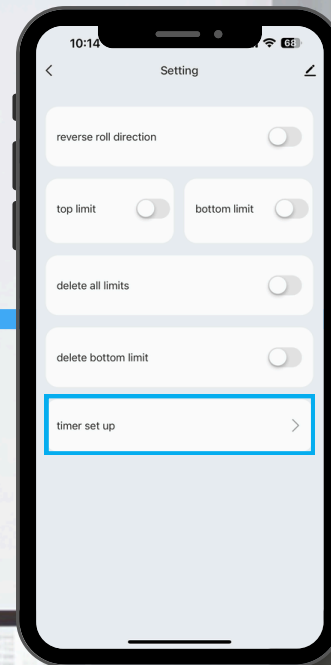 10:14
68
Setting
reverse roll direction
top limit
bottom limit
delete all limits
delete bottom limit
timer set up